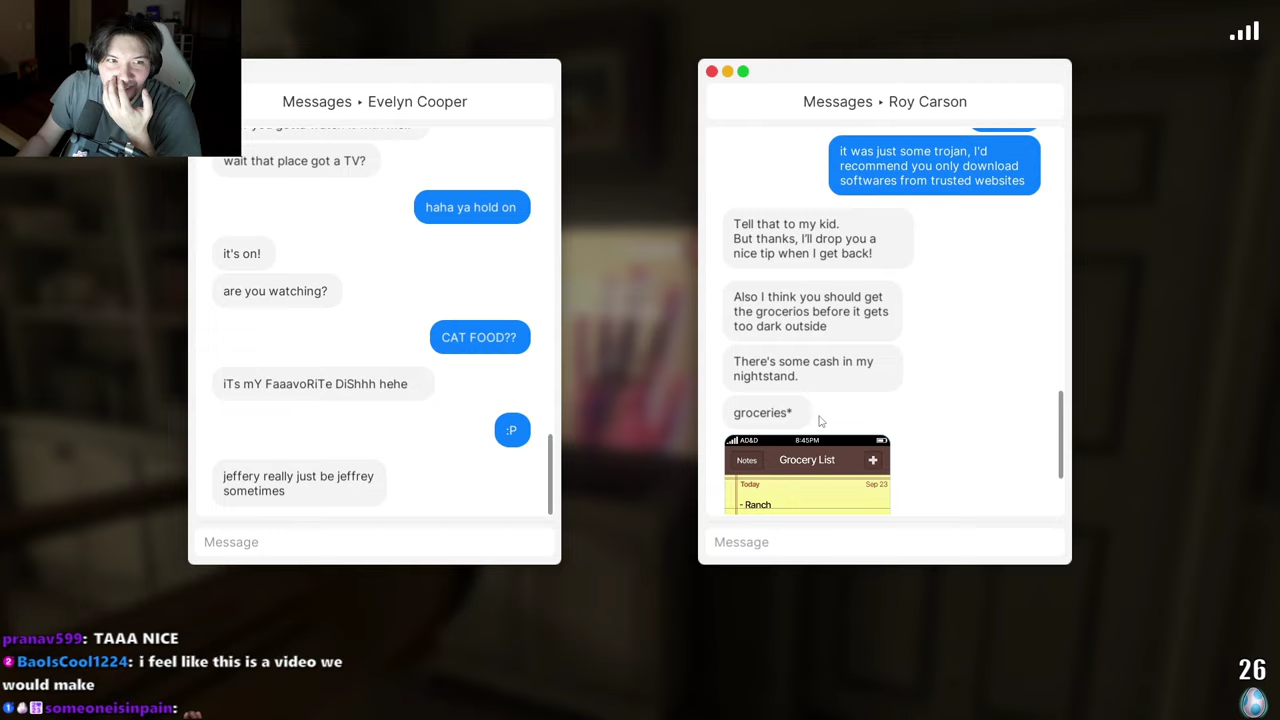 Messages ▸ Evelyn Cooper
wait that place got a TV?
haha ya hold on
it's on!
are you watching?
CAT FOOD??
iTs mY FaaavoRiTe DiShhh hehe
:P
jeffery really just be jeffrey
sometimes
Message
Messages ▸ Roy Carson
it was just some trojan, I'd
recommend you only download
softwares from trusted websites
Tell that to my kid.
But thanks, I'll drop you a
nice tip when I get back!
Also I think you should get
the grocerios before it gets
too dark outside
There's some cash in my
nightstand.
groceries*
AD&D 8:45PM
Notes Grocery List +
Today Sep 23
- Ranch
Message
pranav599: TAAA NICE
2 BaoIsCool1224: i feel like this is a video we
would make
someoneisinpain:
26